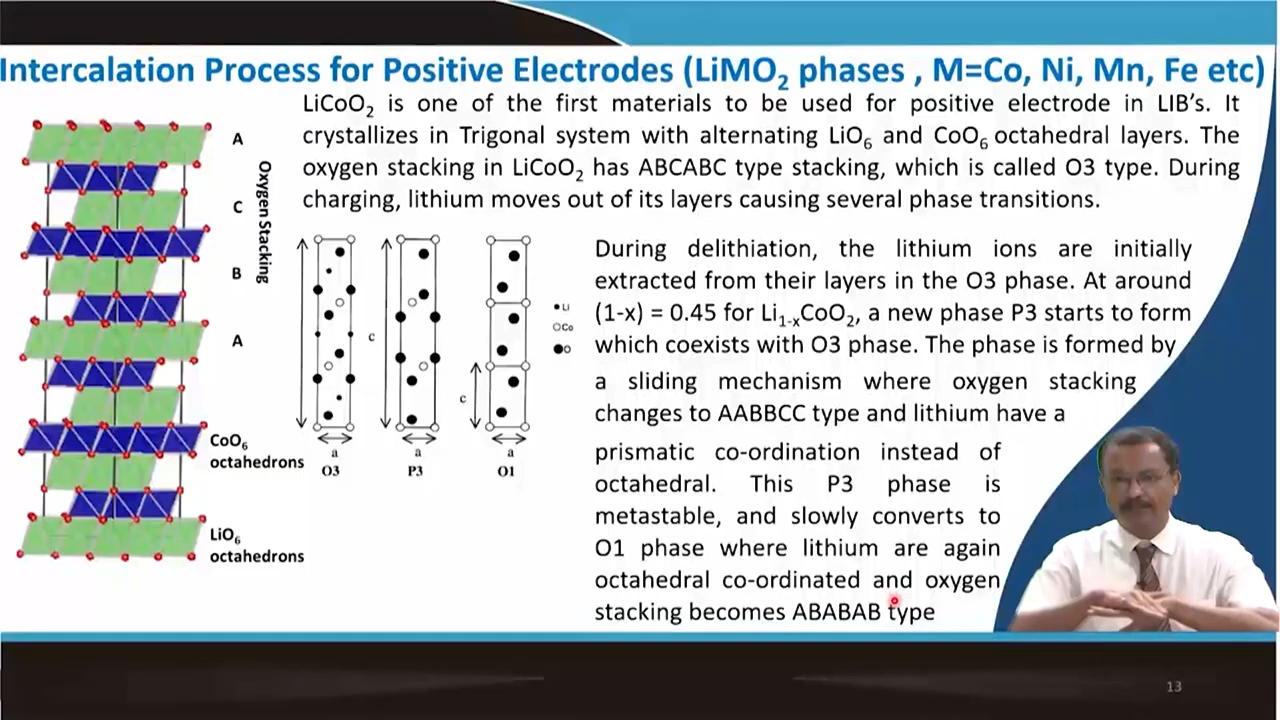 Intercalation Process for Positive Electrodes (LiMO₂ phases , M=Co, Ni, Mn, Fe etc)
LiCoO₂ is one of the first materials to be used for positive electrode in LIB's. It
crystallizes in Trigonal system with alternating LiO₆ and CoO₆ octahedral layers. The
oxygen stacking in LiCoO₂ has ABCABC type stacking, which is called O3 type. During
charging, lithium moves out of its layers causing several phase transitions.
A
C
B
A
Oxygen Stacking
CoO₆
octahedrons
LiO₆
octahedrons
c
c
a
a
a
O3
P3
O1
Li
Co
O
During delithiation, the lithium ions are initially
extracted from their layers in the O3 phase. At around
(1-x) = 0.45 for Li₁₋ₓCoO₂, a new phase P3 starts to form
which coexists with O3 phase. The phase is formed by
a sliding mechanism where oxygen stacking
changes to AABBCC type and lithium have a
prismatic co-ordination instead of
octahedral. This P3 phase is
metastable, and slowly converts to
O1 phase where lithium are again
octahedral co-ordinated and oxygen
stacking becomes ABABAB type
13